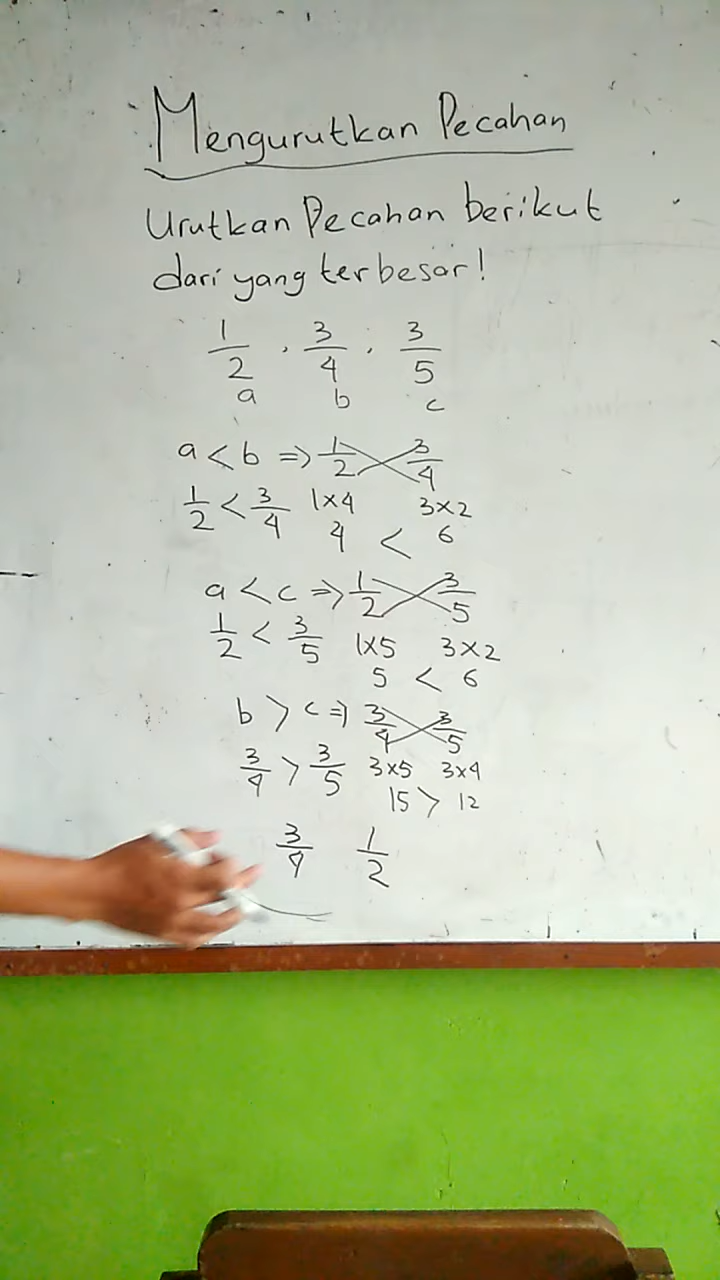 Mengurutkan Pecahan
Urutkan Pecahan berikut
dari yang terbesar!
1/2 , 3/4 , 3/5
a b c
a < b => 1/2 3/4
1/2 < 3/4 1x4 3x2
4 < 6
a < c => 1/2 3/5
1/2 < 3/5 1x5 3x2
5 < 6
b > c => 3/4 3/5
3/4 > 3/5 3x5 3x4
15 > 12
3/4 1/2